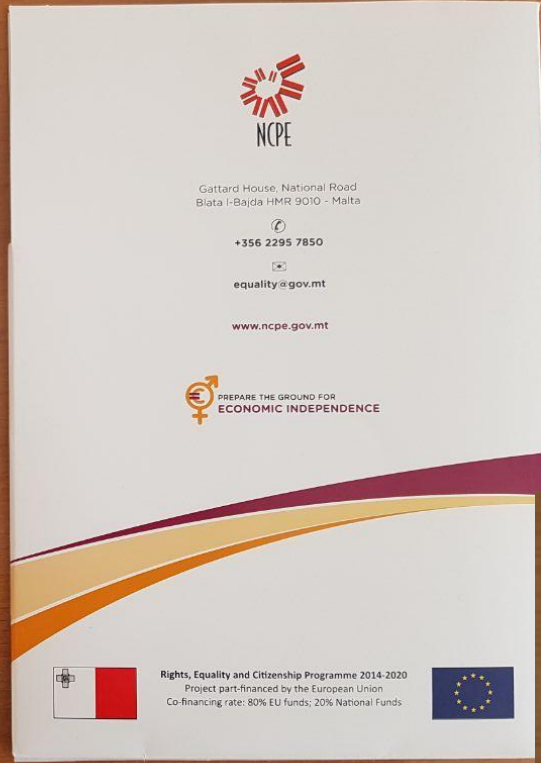 NCPE
Gattard House, National Road
Blata l-Bajda HMR 9010 - Malta
+356 2295 7850
equality@gov.mt
www.ncpe.gov.mt
PREPARE THE GROUND FOR
ECONOMIC INDEPENDENCE
Rights, Equality and Citizenship Programme 2014-2020
Project part-financed by the European Union
Co-financing rate: 80% EU funds; 20% National Funds